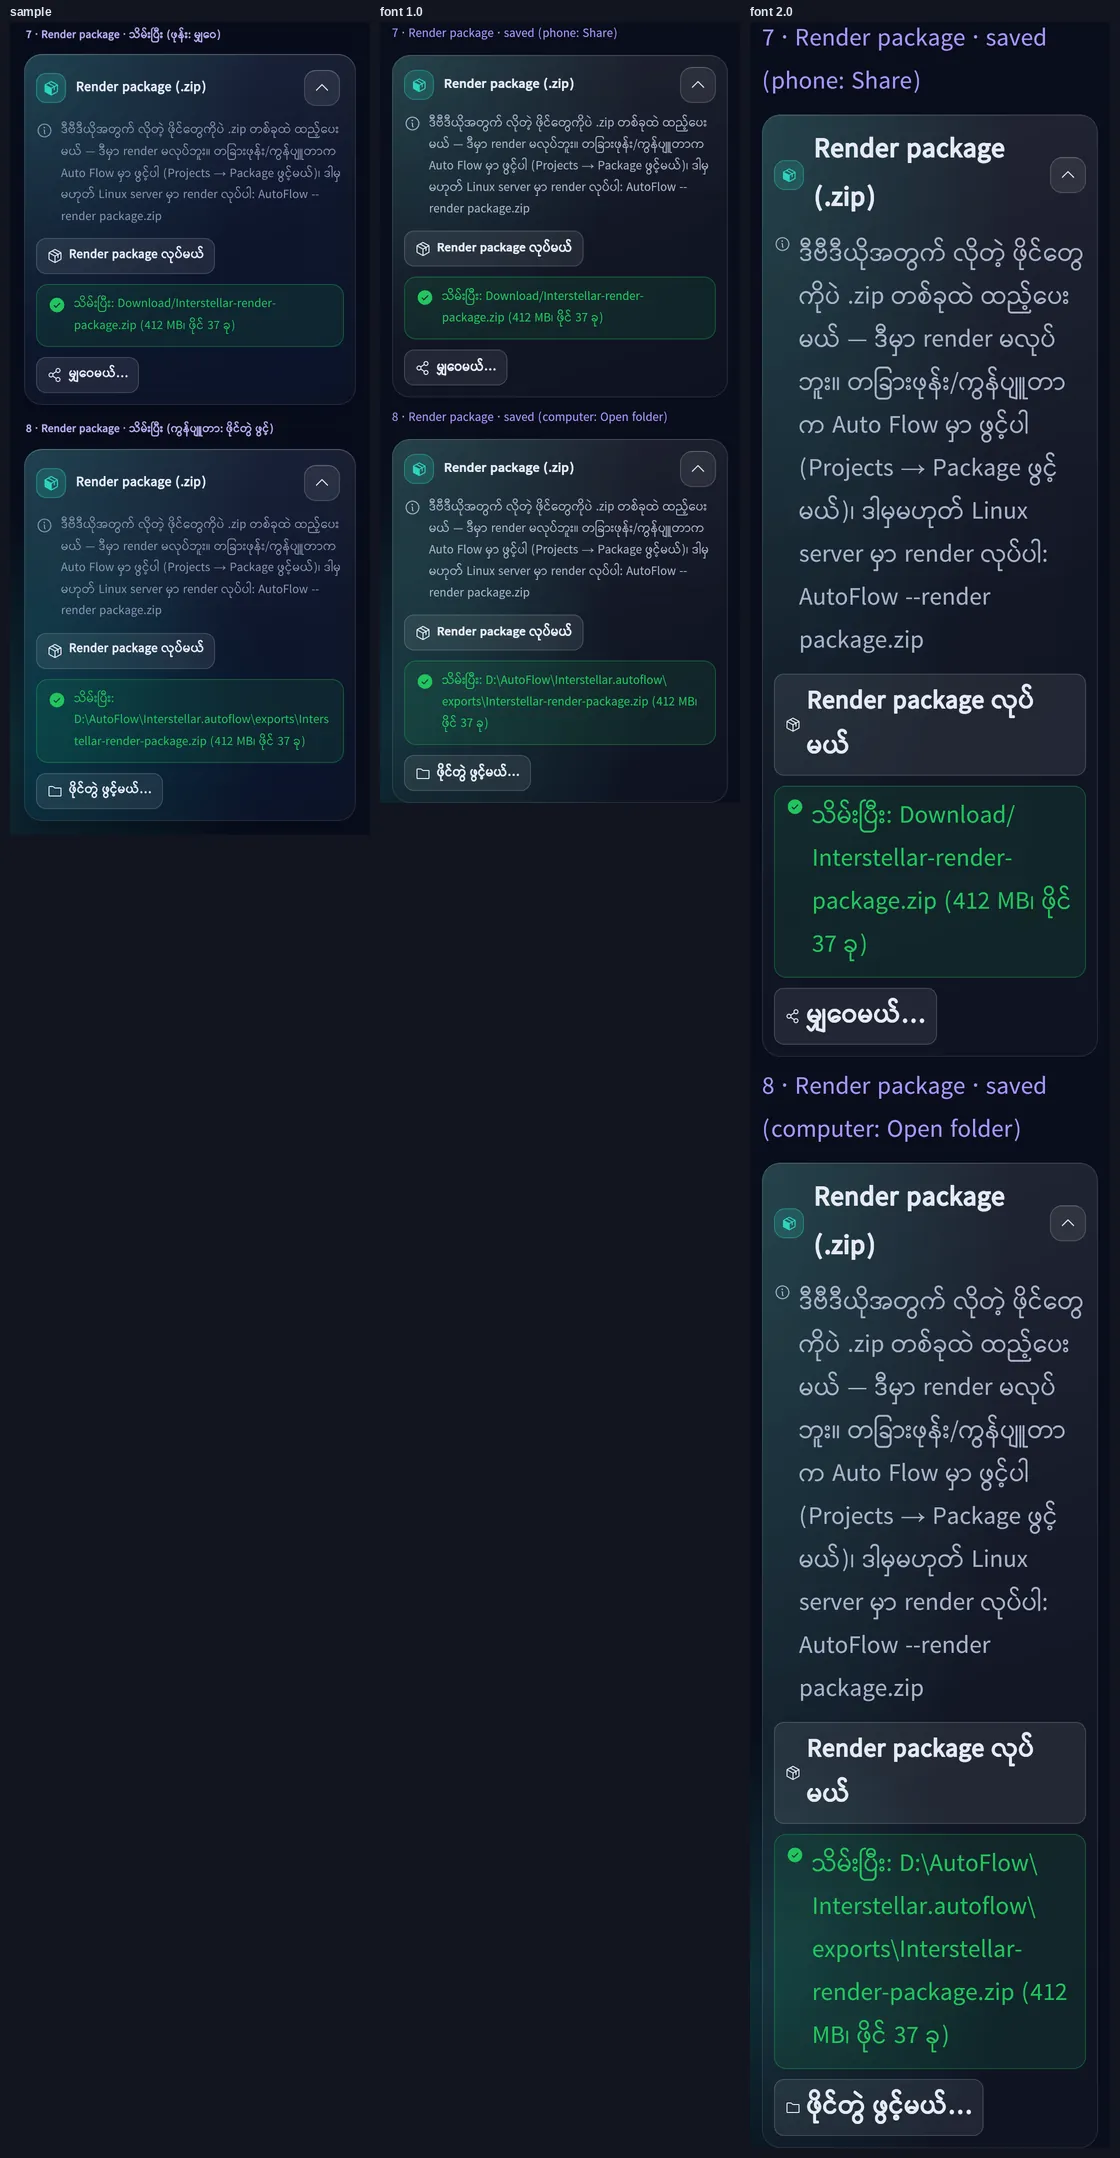 sample
7 · Render package · သိမ်းပြီး (ဖုန်း: မျှဝေ)
Render package (.zip)
ဒီဗီဒီယိုအတွက် လိုတဲ့ ဖိုင်တွေကိုပဲ .zip တစ်ခုထဲ ထည့်ပေး
မယ် — ဒီမှာ render မလုပ်ဘူး။ တခြားဖုန်း/ကွန်ပျူတာက
Auto Flow မှာ ဖွင့်ပါ (Projects → Package ဖွင့်မယ်)၊ ဒါမှ
မဟုတ် Linux server မှာ render လုပ်ပါ: AutoFlow --
render package.zip
Render package လုပ်မယ်
သိမ်းပြီး: Download/Interstellar-render-
package.zip (412 MB၊ ဖိုင် 37 ခု)
မျှဝေမယ်…
8 · Render package · သိမ်းပြီး (ကွန်ပျူတာ: ဖိုင်တွဲ ဖွင့်)
Render package (.zip)
ဒီဗီဒီယိုအတွက် လိုတဲ့ ဖိုင်တွေကိုပဲ .zip တစ်ခုထဲ ထည့်ပေး
မယ် — ဒီမှာ render မလုပ်ဘူး။ တခြားဖုန်း/ကွန်ပျူတာက
Auto Flow မှာ ဖွင့်ပါ (Projects → Package ဖွင့်မယ်)၊ ဒါမှ
မဟုတ် Linux server မှာ render လုပ်ပါ: AutoFlow --
render package.zip
Render package လုပ်မယ်
သိမ်းပြီး:
D:\AutoFlow\Interstellar.autoflow\exports\Inters
tellar-render-package.zip (412 MB၊ ဖိုင် 37 ခု)
ဖိုင်တွဲ ဖွင့်မယ်…
font 1.0
7 · Render package · saved (phone: Share)
Render package (.zip)
ဒီဗီဒီယိုအတွက် လိုတဲ့ ဖိုင်တွေကိုပဲ .zip တစ်ခုထဲ ထည့်ပေး
မယ် — ဒီမှာ render မလုပ်ဘူး။ တခြားဖုန်း/ကွန်ပျူတာက
Auto Flow မှာ ဖွင့်ပါ (Projects → Package ဖွင့်မယ်)၊ ဒါမှ
မဟုတ် Linux server မှာ render လုပ်ပါ: AutoFlow --
render package.zip
Render package လုပ်မယ်
သိမ်းပြီး: Download/Interstellar-render-
package.zip (412 MB၊ ဖိုင် 37 ခု)
မျှဝေမယ်…
8 · Render package · saved (computer: Open folder)
Render package (.zip)
ဒီဗီဒီယိုအတွက် လိုတဲ့ ဖိုင်တွေကိုပဲ .zip တစ်ခုထဲ ထည့်ပေး
မယ် — ဒီမှာ render မလုပ်ဘူး။ တခြားဖုန်း/ကွန်ပျူတာက
Auto Flow မှာ ဖွင့်ပါ (Projects → Package ဖွင့်မယ်)၊ ဒါမှ
မဟုတ် Linux server မှာ render လုပ်ပါ: AutoFlow --
render package.zip
Render package လုပ်မယ်
သိမ်းပြီး: D:\AutoFlow\Interstellar.autoflow\
exports\Interstellar-render-package.zip (412 MB၊
ဖိုင် 37 ခု)
ဖိုင်တွဲ ဖွင့်မယ်…
font 2.0
7 · Render package · saved
(phone: Share)
Render package
(.zip)
ဒီဗီဒီယိုအတွက် လိုတဲ့ ဖိုင်တွေ
ကိုပဲ .zip တစ်ခုထဲ ထည့်ပေး
မယ် — ဒီမှာ render မလုပ်
ဘူး။ တခြားဖုန်း/ကွန်ပျူတာ
က Auto Flow မှာ ဖွင့်ပါ
(Projects → Package ဖွင့်
မယ်)၊ ဒါမှမဟုတ် Linux
server မှာ render လုပ်ပါ:
AutoFlow --render
package.zip
Render package လုပ်
မယ်
သိမ်းပြီး: Download/
Interstellar-render-
package.zip (412 MB၊ ဖိုင်
37 ခု)
မျှဝေမယ်…
8 · Render package · saved
(computer: Open folder)
Render package
(.zip)
ဒီဗီဒီယိုအတွက် လိုတဲ့ ဖိုင်တွေ
ကိုပဲ .zip တစ်ခုထဲ ထည့်ပေး
မယ် — ဒီမှာ render မလုပ်
ဘူး။ တခြားဖုန်း/ကွန်ပျူတာ
က Auto Flow မှာ ဖွင့်ပါ
(Projects → Package ဖွင့်
မယ်)၊ ဒါမှမဟုတ် Linux
server မှာ render လုပ်ပါ:
AutoFlow --render
package.zip
Render package လုပ်
မယ်
သိမ်းပြီး: D:\AutoFlow\
Interstellar.autoflow\
exports\Interstellar-
render-package.zip (412
MB၊ ဖိုင် 37 ခု)
ဖိုင်တွဲ ဖွင့်မယ်…